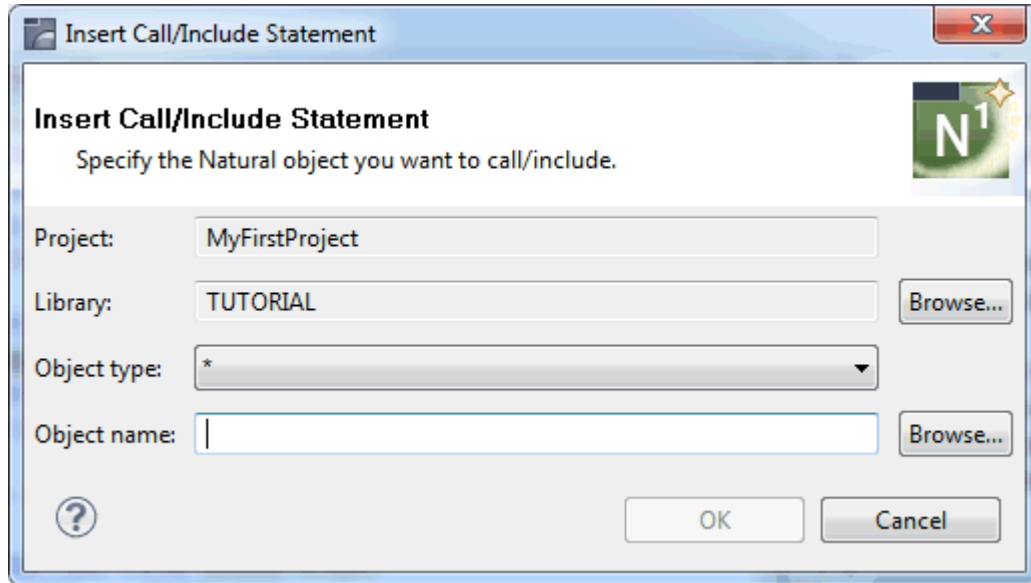 Insert Call/Include Statement
Insert Call/Include Statement
Specify the Natural object you want to call/include.
N1
Project: MyFirstProject
Library: TUTORIAL Browse...
Object type: *
Object name: Browse...
? OK Cancel